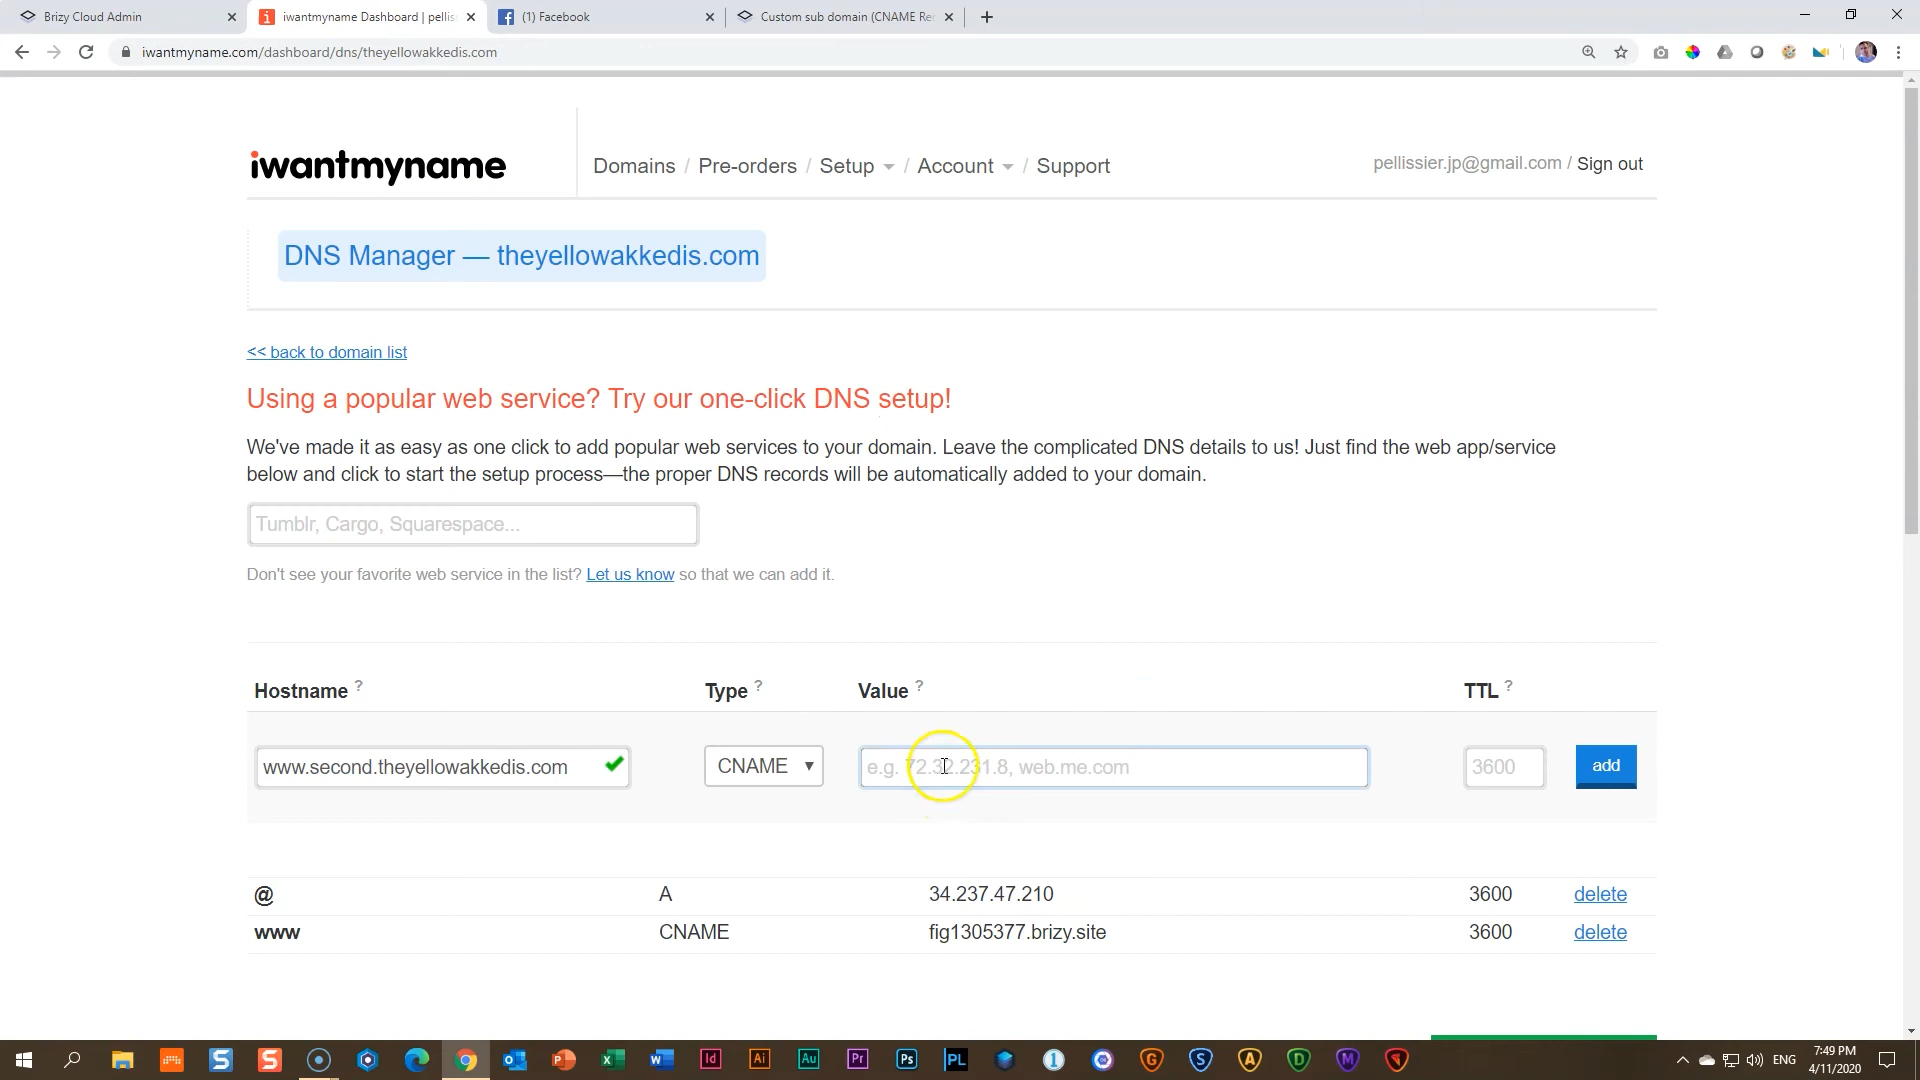 Brizy Cloud Admin
iwantmyname Dashboard | pellis
(1) Facebook
Custom sub domain (CNAME Re
iwantmyname.com/dashboard/dns/theyellowakkedis.com
iwantmyname
Domains / Pre-orders / Setup / Account / Support
pellissier.jp@gmail.com / Sign out
DNS Manager — theyellowakkedis.com
<< back to domain list
Using a popular web service? Try our one-click DNS setup!
We've made it as easy as one click to add popular web services to your domain. Leave the complicated DNS details to us! Just find the web app/service
below and click to start the setup process—the proper DNS records will be automatically added to your domain.
Tumblr, Cargo, Squarespace...
Don't see your favorite web service in the list? Let us know so that we can add it.
Hostname ? Type ? Value ? TTL ?
www.second.theyellowakkedis.com CNAME e.g. 72.32.231.8, web.me.com 3600 add
@ A 34.237.47.210 3600 delete
www CNAME fig1305377.brizy.site 3600 delete
ENG
7:49 PM
4/11/2020